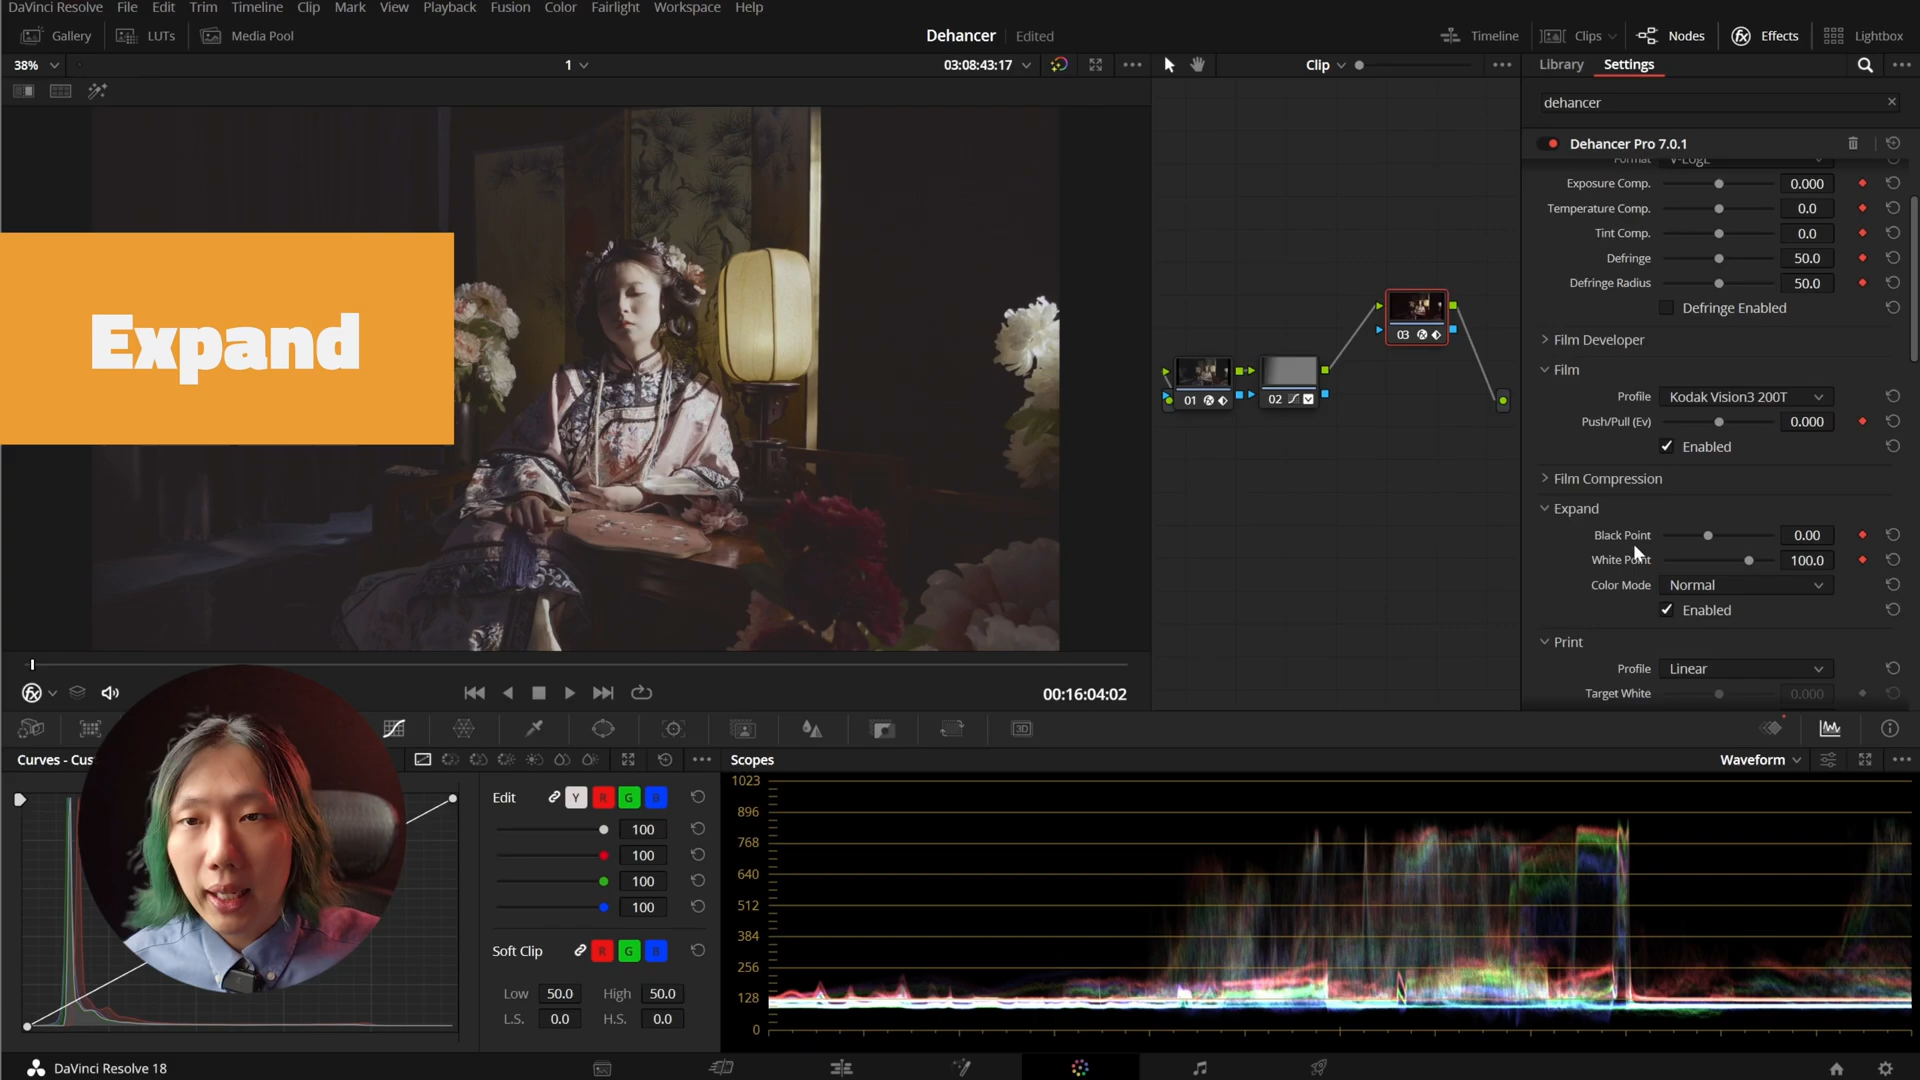 DaVinci Resolve File Edit Trim Timeline Clip Mark View Playback Fusion Color Fairlight Workspace Help
Gallery LUTs Media Pool Dehancer Edited Timeline Clips Nodes Effects Lightbox
38% 1 03:08:43:17 Clip Library Settings
dehancer
Dehancer Pro 7.0.1
Format V-LogL
Exposure Comp. 0.000
Temperature Comp. 0.0
Tint Comp. 0.0
Defringe 50.0
Defringe Radius 50.0
Defringe Enabled
Film Developer
Film
Profile Kodak Vision3 200T
Push/Pull (Ev) 0.000
Enabled
Film Compression
Expand
Black Point 0.00
White Point 100.0
Color Mode Normal
Enabled
Print
Profile Linear
Target White 0.000
Expand
03
01
02
00:16:04:02
Curves - Cus
Edit Y R G B
100
100
100
100
Soft Clip R G B
Low 50.0 High 50.0
L.S. 0.0 H.S. 0.0
Scopes Waveform
1023
896
768
640
512
384
256
128
0
3D
DaVinci Resolve 18